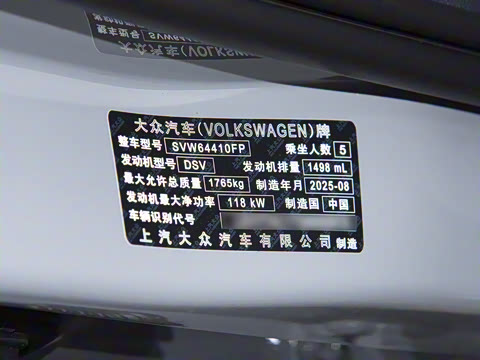 大众汽车(VOLKSWAGEN)牌
整车型号 SVW64410FP 乘坐人数 5
发动机型号 DSV 发动机排量 1498 mL
最大允许总质量 1765kg 制造年月 2025-08
发动机最大净功率 118 kW 制造国 中国
车辆识别代号
上汽大众汽车有限公司 制造